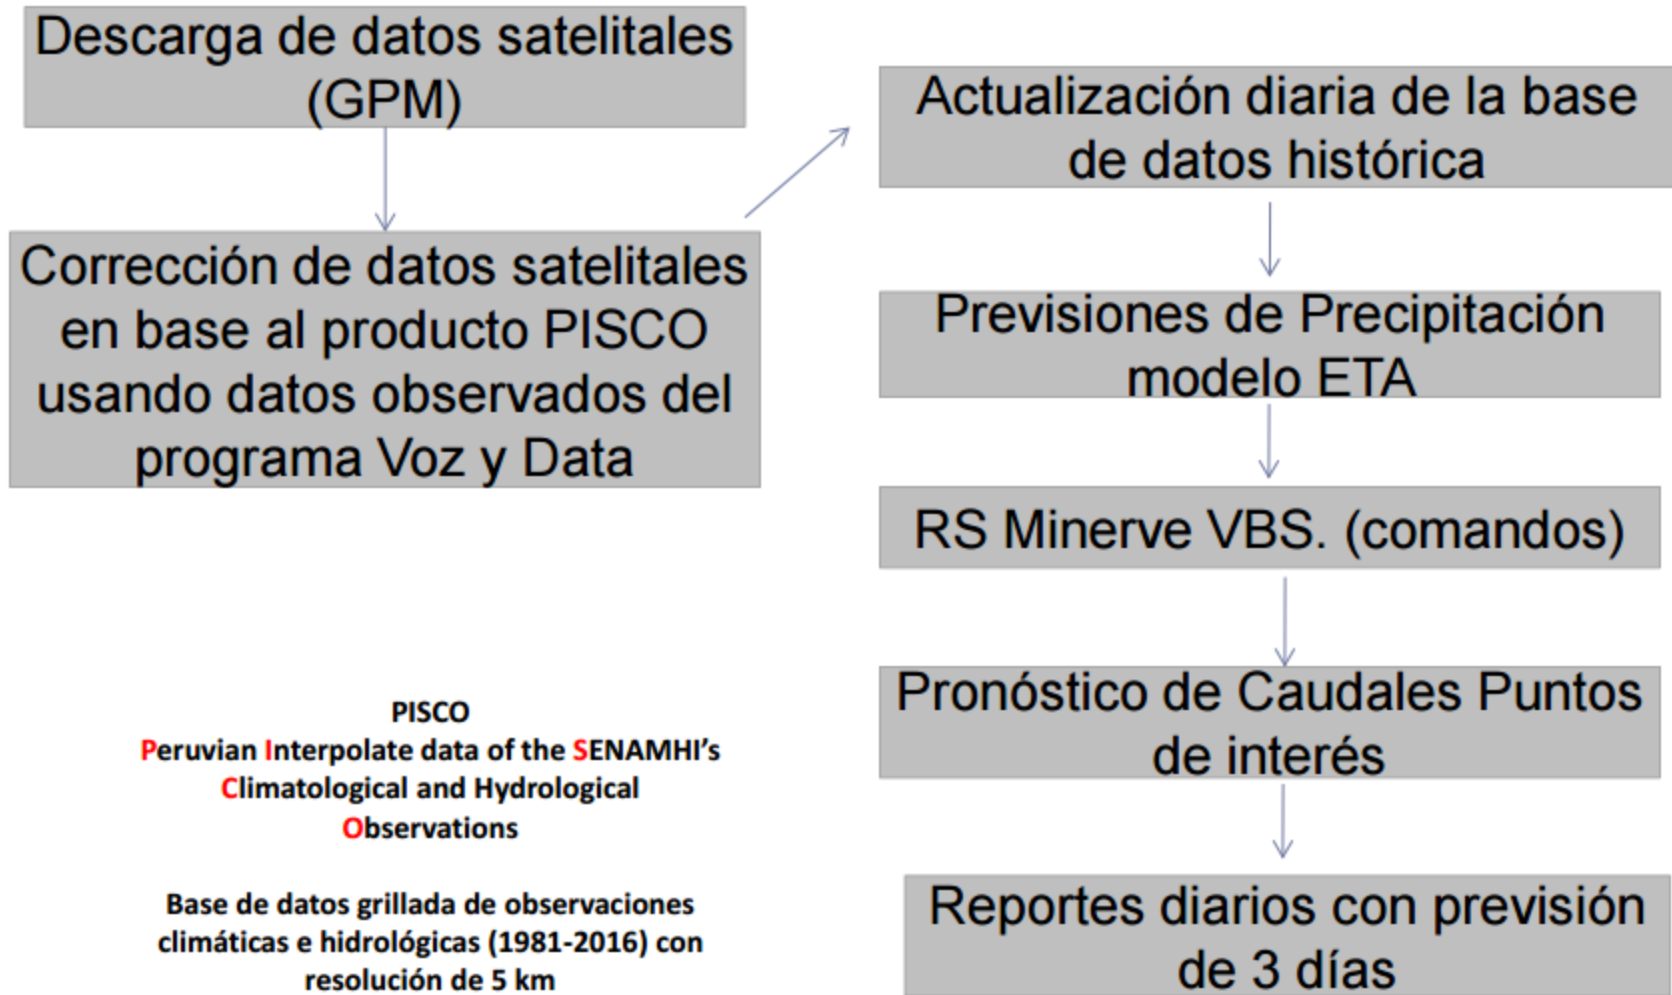 Descarga de datos satelitales
(GPM)
Corrección de datos satelitales
en base al producto PISCO
usando datos observados del
programa Voz y Data
Actualización diaria de la base
de datos histórica
Previsiones de Precipitación
modelo ETA
RS Minerve VBS. (comandos)
Pronóstico de Caudales Puntos
de interés
Reportes diarios con previsión
de 3 días
PISCO
Peruvian Interpolate data of the SENAMHI’s
Climatological and Hydrological
Observations
Base de datos grillada de observaciones
climáticas e hidrológicas (1981-2016) con
resolución de 5 km